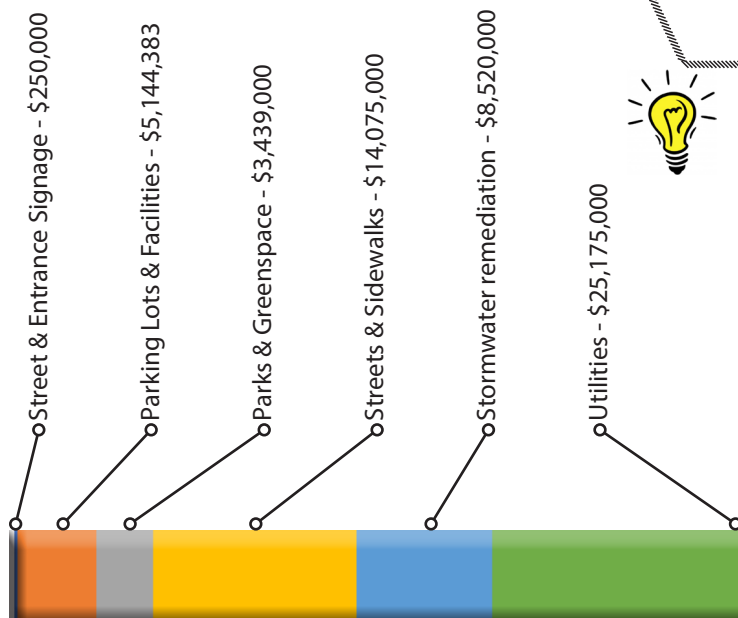 Street & Entrance Signage - $250,000
Parking Lots & Facilities - $5,144,383
Parks & Greenspace - $3,439,000
Streets & Sidewalks - $14,075,000
Stormwater remediation - $8,520,000
Utilities - $25,175,000